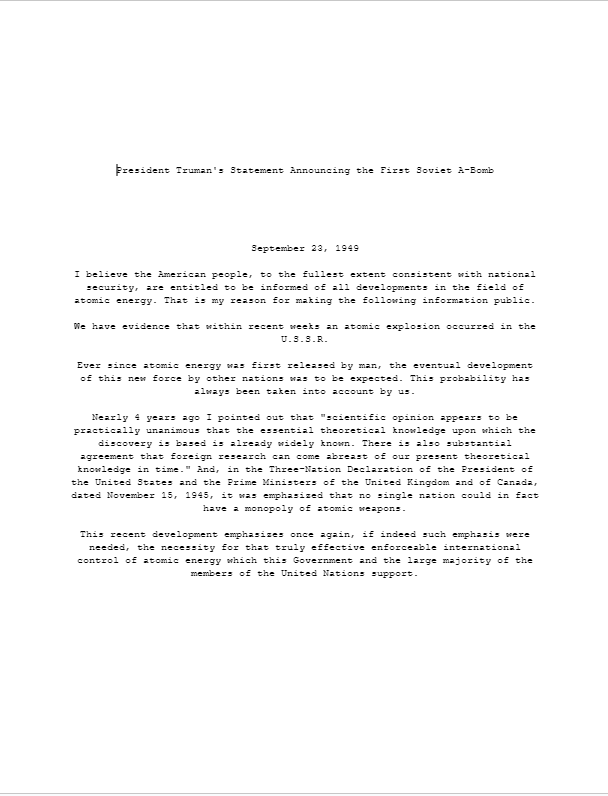 President Truman's Statement Announcing the First Soviet A-Bomb
September 23, 1949
I believe the American people, to the fullest extent consistent with national
security, are entitled to be informed of all developments in the field of
atomic energy. That is my reason for making the following information public.
We have evidence that within recent weeks an atomic explosion occurred in the
U.S.S.R.
Ever since atomic energy was first released by man, the eventual development
of this new force by other nations was to be expected. This probability has
always been taken into account by us.
Nearly 4 years ago I pointed out that "scientific opinion appears to be
practically unanimous that the essential theoretical knowledge upon which the
discovery is based is already widely known. There is also substantial
agreement that foreign research can come abreast of our present theoretical
knowledge in time." And, in the Three-Nation Declaration of the President of
the United States and the Prime Ministers of the United Kingdom and of Canada,
dated November 15, 1945, it was emphasized that no single nation could in fact
have a monopoly of atomic weapons.
This recent development emphasizes once again, if indeed such emphasis were
needed, the necessity for that truly effective enforceable international
control of atomic energy which this Government and the large majority of the
members of the United Nations support.